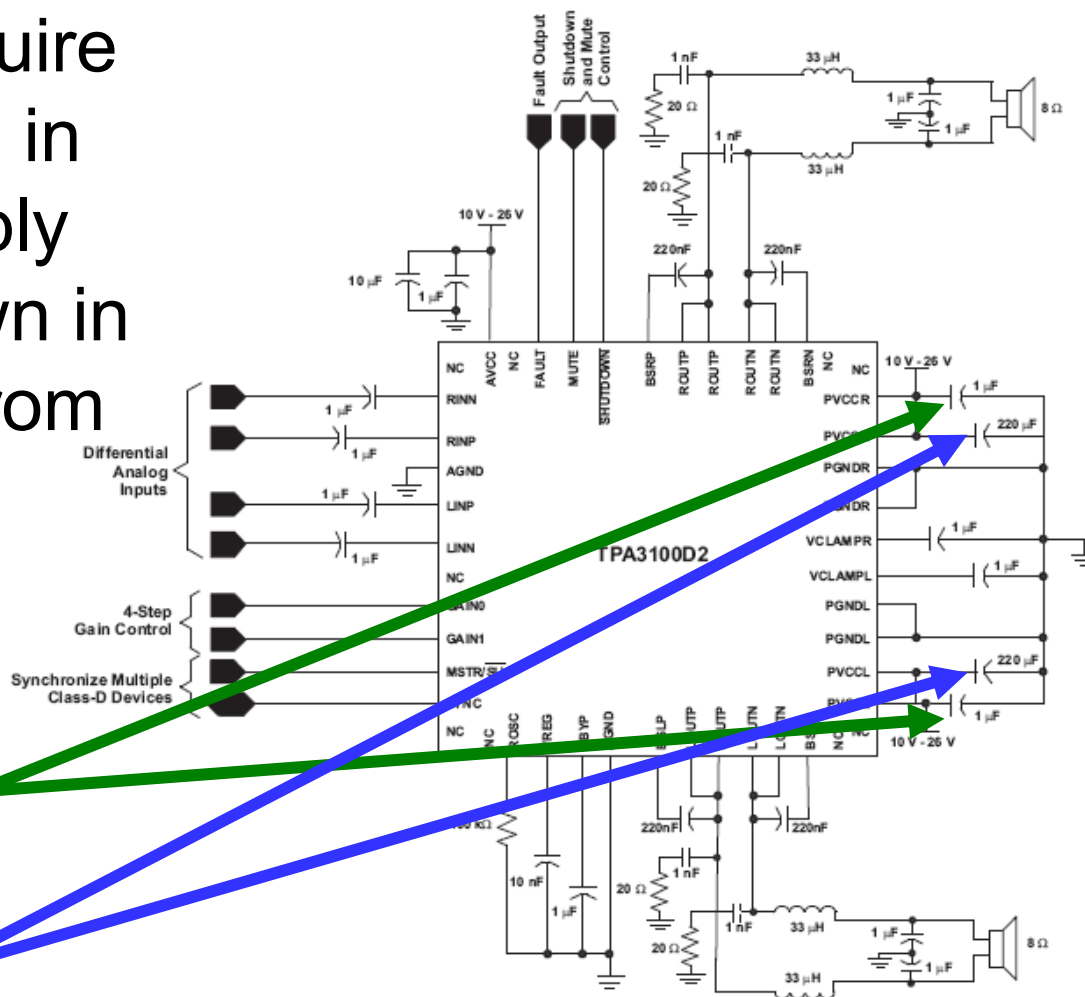 uire
in
ply
wn in
rom
Fault Output
Shutdown
and Mute
Control
1 nF
20 Ω
33 μH
1 μF
1 μF
8 Ω
1 nF
20 Ω
33 μH
10 V - 26 V
10 μF
1 μF
220nF
220nF
NC
AVCC
NC
FAULT
MUTE
SHUTDOWN
BSRP
ROUTP
ROUTP
ROUTN
ROUTN
BSRN
NC
NC
10 V - 26 V
Differential
Analog
Inputs
1 μF
1 μF
1 μF
1 μF
RINN
RINP
AGND
LINP
LINN
NC
GAIN0
GAIN1
NC
4-Step
Gain Control
Synchronize Multiple
Class-D Devices
TPA3100D2
PVCCR
1 μF
220 μF
PGNDR
VCLAMPR
1 μF
VCLAMPL
1 μF
PGNDL
PGNDL
PVCCL
220 μF
1 μF
NC
10 V - 26 V
NC
ROSC
BYP
10 nF
1 μF
220nF
220nF
1 nF
20 Ω
1 nF
20 Ω
33 μH
33 μH
1 μF
1 μF
8 Ω